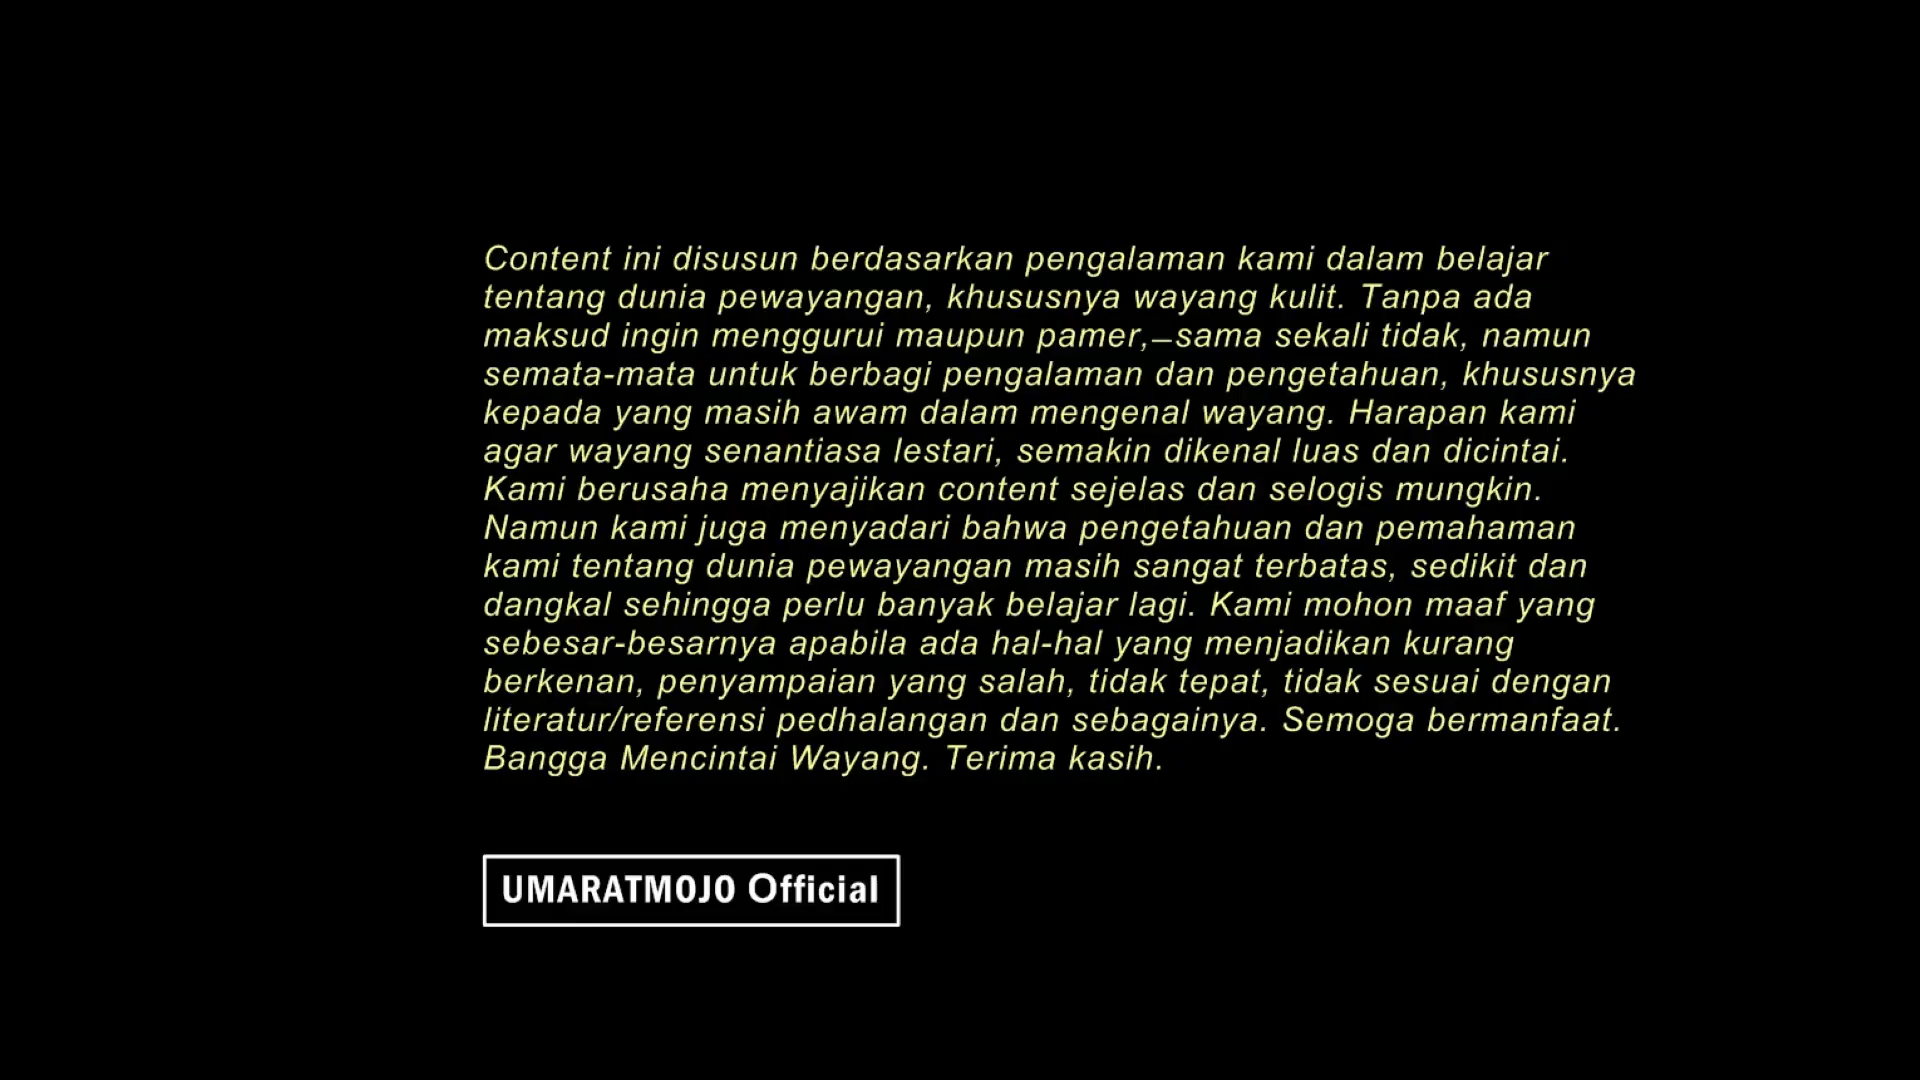 Content ini disusun berdasarkan pengalaman kami dalam belajar
tentang dunia pewayangan, khususnya wayang kulit. Tanpa ada
maksud ingin menggurui maupun pamer,–sama sekali tidak, namun
semata-mata untuk berbagi pengalaman dan pengetahuan, khususnya
kepada yang masih awam dalam mengenal wayang. Harapan kami
agar wayang senantiasa lestari, semakin dikenal luas dan dicintai.
Kami berusaha menyajikan content sejelas dan selogis mungkin.
Namun kami juga menyadari bahwa pengetahuan dan pemahaman
kami tentang dunia pewayangan masih sangat terbatas, sedikit dan
dangkal sehingga perlu banyak belajar lagi. Kami mohon maaf yang
sebesar-besarnya apabila ada hal-hal yang menjadikan kurang
berkenan, penyampaian yang salah, tidak tepat, tidak sesuai dengan
literatur/referensi pedhalangan dan sebagainya. Semoga bermanfaat.
Bangga Mencintai Wayang. Terima kasih.
UMARATMOJO Official